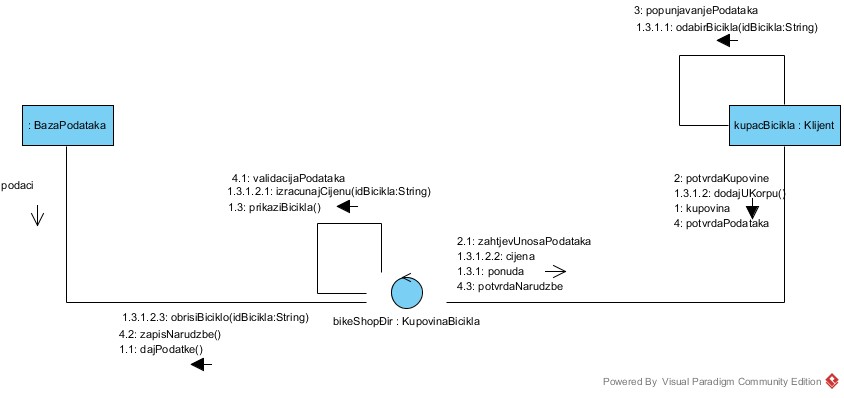 3: popunjavanjePodataka
1.3.1.1: odabirBicikla(idBicikla:String)
: BazaPodataka
kupacBicikla : Klijent
podaci
4.1: validacijaPodataka
1.3.1.2.1: izracunajCijenu(idBicikla:String)
1.3: prikaziBicikla()
2: potvrdaKupovine
1.3.1.2: dodajUKorpu()
1: kupovina
4: potvrdaPodataka
2.1: zahtjevUnosaPodataka
1.3.1.2.2: cijena
1.3.1: ponuda
4.3: potvrdaNarudzbe
1.3.1.2.3: obrisiBiciklo(idBicikla:String)
4.2: zapisNarudzbe()
1.1: dajPodatke()
bikeShopĐir : KupovinaBicikla
Powered By Visual Paradigm Community Edition